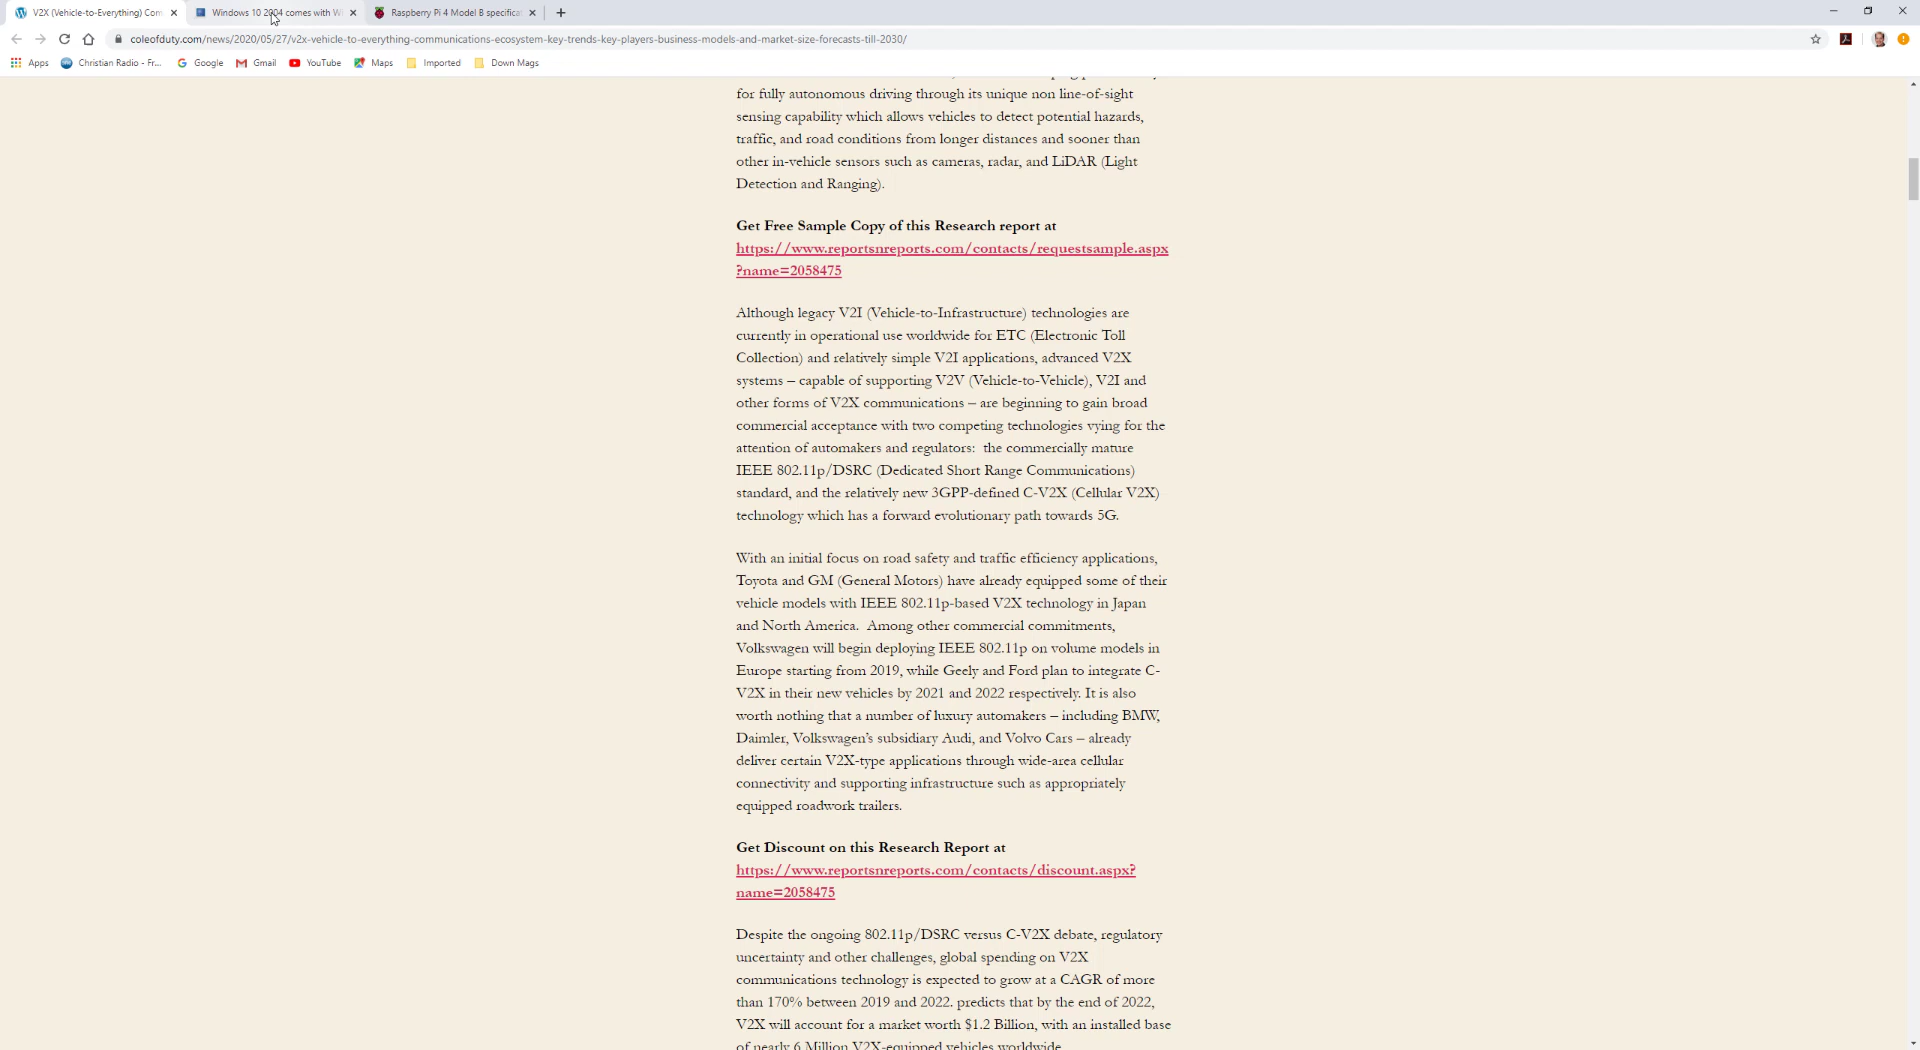 V2X (Vehicle-to-Everything) Com
Windows 10 2004 comes with Wi
Raspberry Pi 4 Model B specificat
coleofduty.com/news/2020/05/27/v2x-vehicle-to-everything-communications-ecosystem-key-trends-key-players-business-models-and-market-size-forecasts-till-2030/
Apps Christian Radio - Fr... Google Gmail YouTube Maps Imported Down Mags
for fully autonomous driving through its unique non line-of-sight
sensing capability which allows vehicles to detect potential hazards,
traffic, and road conditions from longer distances and sooner than
other in-vehicle sensors such as cameras, radar, and LiDAR (Light
Detection and Ranging).
Get Free Sample Copy of this Research report at
https://www.reportsnreports.com/contacts/requestsample.aspx
?name=2058475
Although legacy V2I (Vehicle-to-Infrastructure) technologies are
currently in operational use worldwide for ETC (Electronic Toll
Collection) and relatively simple V2I applications, advanced V2X
systems – capable of supporting V2V (Vehicle-to-Vehicle), V2I and
other forms of V2X communications – are beginning to gain broad
commercial acceptance with two competing technologies vying for the
attention of automakers and regulators:  the commercially mature
IEEE 802.11p/DSRC (Dedicated Short Range Communications)
standard, and the relatively new 3GPP-defined C-V2X (Cellular V2X)
technology which has a forward evolutionary path towards 5G.
With an initial focus on road safety and traffic efficiency applications,
Toyota and GM (General Motors) have already equipped some of their
vehicle models with IEEE 802.11p-based V2X technology in Japan
and North America.  Among other commercial commitments,
Volkswagen will begin deploying IEEE 802.11p on volume models in
Europe starting from 2019, while Geely and Ford plan to integrate C-
V2X in their new vehicles by 2021 and 2022 respectively. It is also
worth nothing that a number of luxury automakers – including BMW,
Daimler, Volkswagen's subsidiary Audi, and Volvo Cars – already
deliver certain V2X-type applications through wide-area cellular
connectivity and supporting infrastructure such as appropriately
equipped roadwork trailers.
Get Discount on this Research Report at
https://www.reportsnreports.com/contacts/discount.aspx?
name=2058475
Despite the ongoing 802.11p/DSRC versus C-V2X debate, regulatory
uncertainty and other challenges, global spending on V2X
communications technology is expected to grow at a CAGR of more
than 170% between 2019 and 2022. predicts that by the end of 2022,
V2X will account for a market worth $1.2 Billion, with an installed base
of nearly 6 Million V2X-equipped vehicles worldwide.